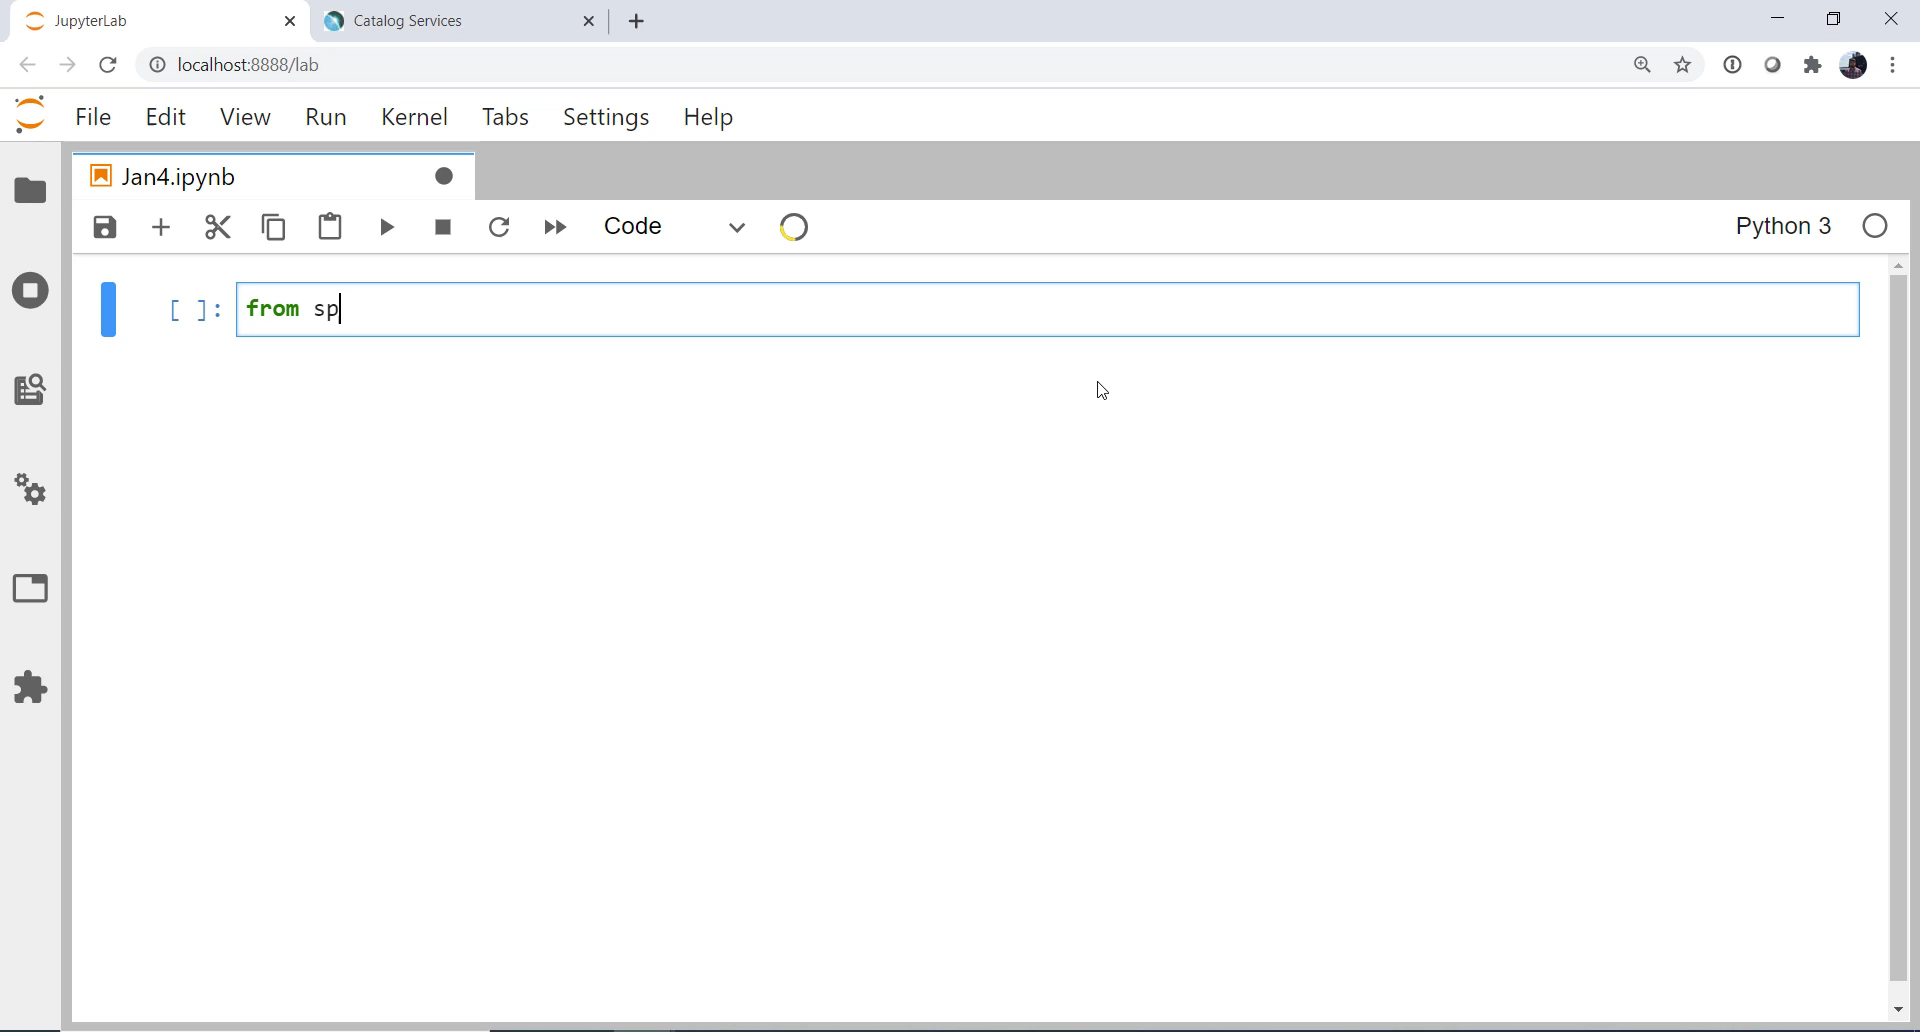 JupyterLab
Catalog Services
localhost:8888/lab
File Edit View Run Kernel Tabs Settings Help
Jan4.ipynb
Code
Python 3
[ ]: from sp